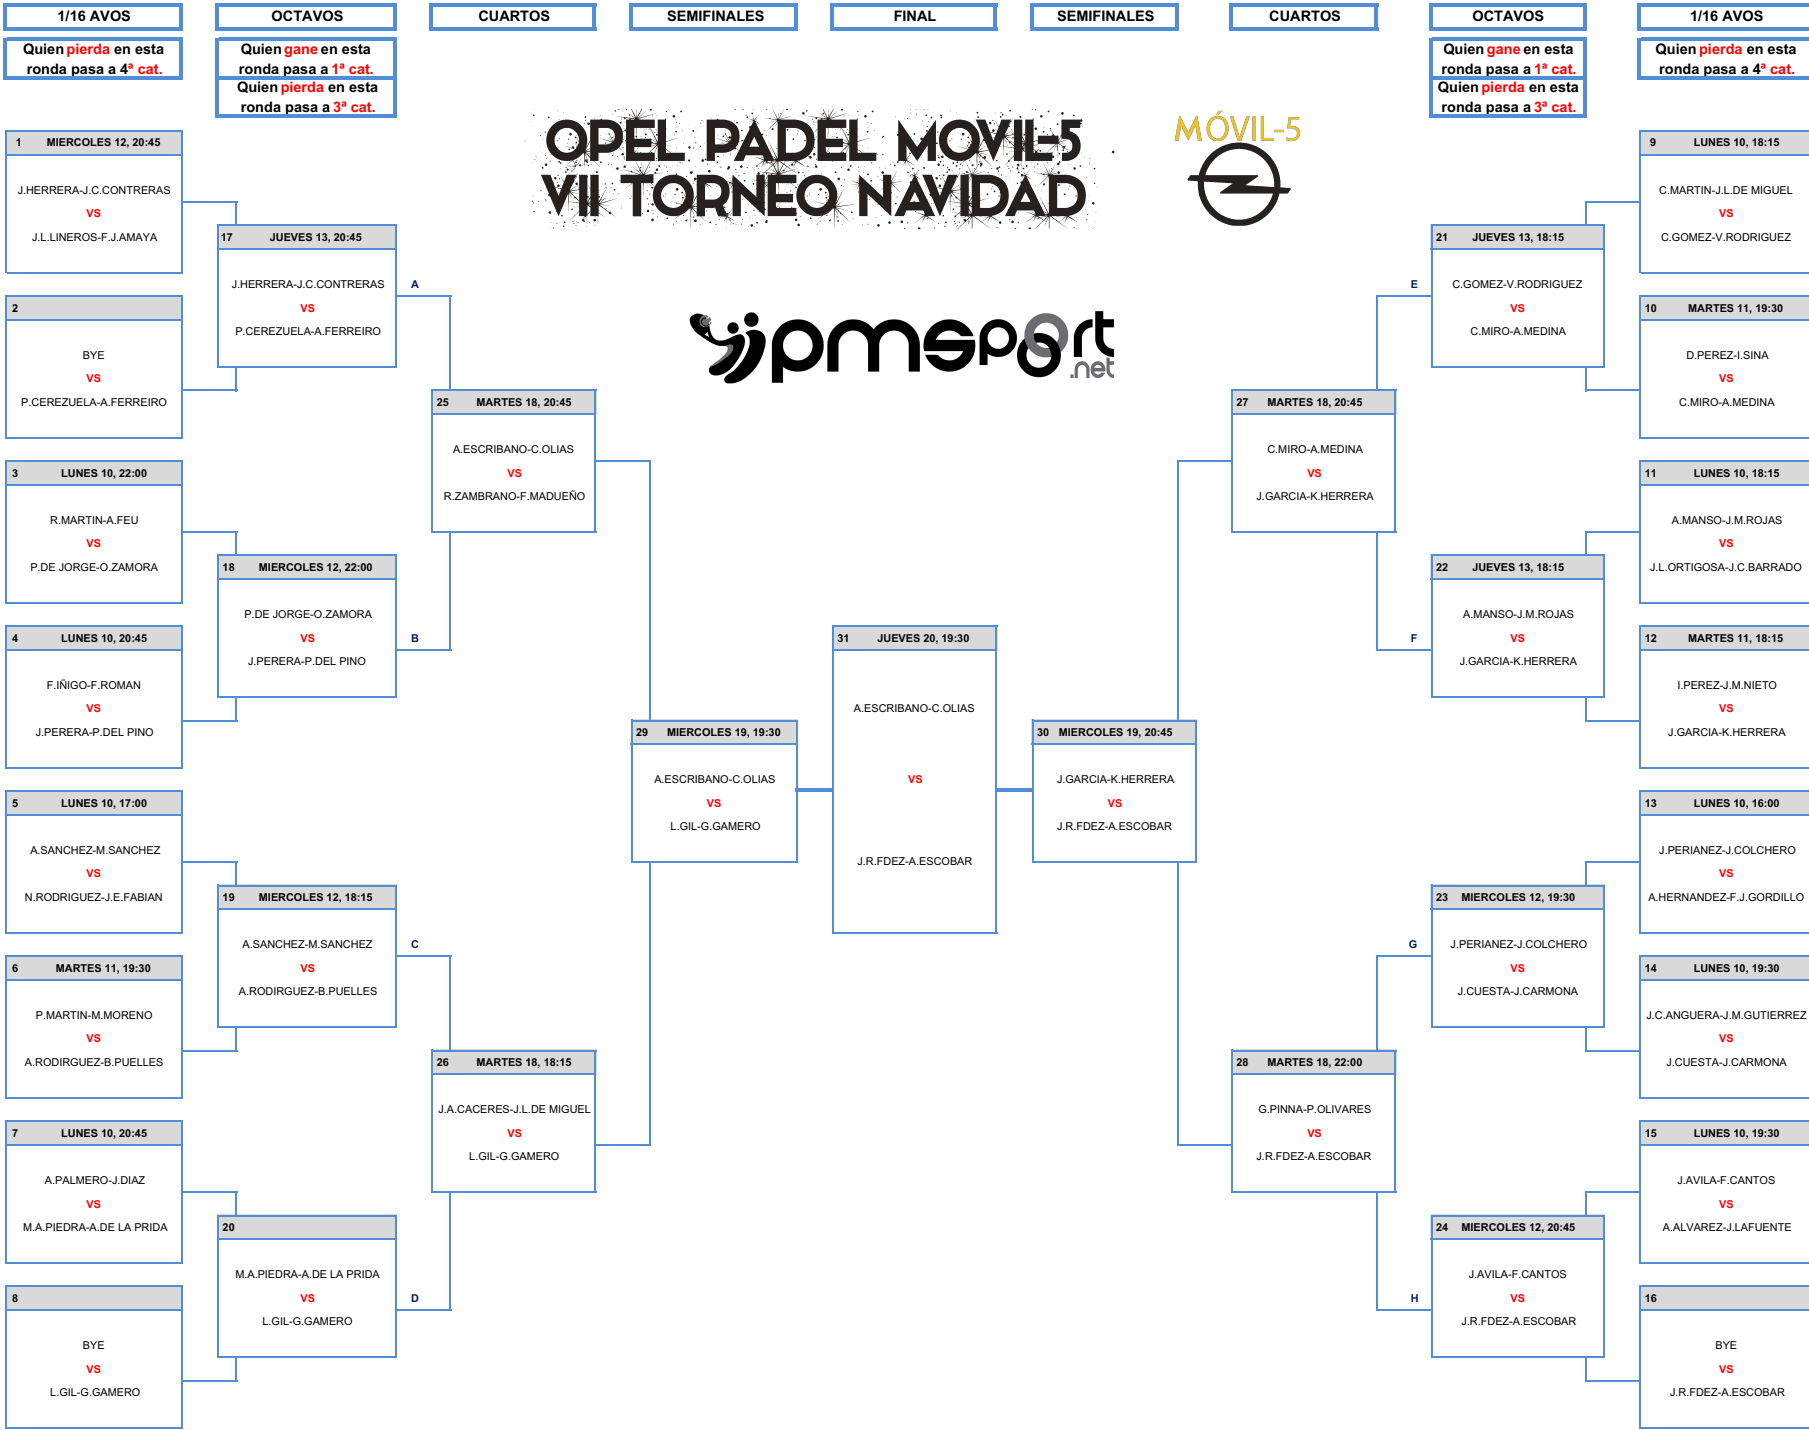 1/16 AVOS
OCTAVOS
CUARTOS
SEMIFINALES
FINAL
SEMIFINALES
CUARTOS
OCTAVOS
1/16 AVOS
Quien pierda en esta
ronda pasa a 4ª cat.
Quien gane en esta
ronda pasa a 1ª cat.
Quien pierda en esta
ronda pasa a 3ª cat.
Quien gane en esta
ronda pasa a 1ª cat.
Quien pierda en esta
ronda pasa a 3ª cat.
Quien pierda en esta
ronda pasa a 4ª cat.
OPEL PADEL MOVIL-5
VII TORNEO NAVIDAD
MÓVIL-5
pmsport
.net
1 MIERCOLES 12, 20:45
J.HERRERA-J.C.CONTRERAS
VS
J.L.LINEROS-F.J.AMAYA
2
BYE
VS
P.CEREZUELA-A.FERREIRO
3 LUNES 10, 22:00
R.MARTIN-A.FEU
VS
P.DE JORGE-O.ZAMORA
4 LUNES 10, 20:45
F.IÑIGO-F.ROMAN
VS
J.PERERA-P.DEL PINO
5 LUNES 10, 17:00
A.SANCHEZ-M.SANCHEZ
VS
N.RODRIGUEZ-J.E.FABIAN
6 MARTES 11, 19:30
P.MARTIN-M.MORENO
VS
A.RODIRGUEZ-B.PUELLES
7 LUNES 10, 20:45
A.PALMERO-J.DIAZ
VS
M.A.PIEDRA-A.DE LA PRIDA
8
BYE
VS
L.GIL-G.GAMERO
17 JUEVES 13, 20:45
J.HERRERA-J.C.CONTRERAS
VS
P.CEREZUELA-A.FERREIRO
A
18 MIERCOLES 12, 22:00
P.DE JORGE-O.ZAMORA
VS
J.PERERA-P.DEL PINO
B
19 MIERCOLES 12, 18:15
A.SANCHEZ-M.SANCHEZ
VS
A.RODIRGUEZ-B.PUELLES
C
20
M.A.PIEDRA-A.DE LA PRIDA
VS
L.GIL-G.GAMERO
D
25 MARTES 18, 20:45
A.ESCRIBANO-C.OLIAS
VS
R.ZAMBRANO-F.MADUEÑO
26 MARTES 18, 18:15
J.A.CACERES-J.L.DE MIGUEL
VS
L.GIL-G.GAMERO
29 MIERCOLES 19, 19:30
A.ESCRIBANO-C.OLIAS
VS
L.GIL-G.GAMERO
31 JUEVES 20, 19:30
A.ESCRIBANO-C.OLIAS
VS
J.R.FDEZ-A.ESCOBAR
30 MIERCOLES 19, 20:45
J.GARCIA-K.HERRERA
VS
J.R.FDEZ-A.ESCOBAR
27 MARTES 18, 20:45
C.MIRO-A.MEDINA
VS
J.GARCIA-K.HERRERA
28 MARTES 18, 22:00
G.PINNA-P.OLIVARES
VS
J.R.FDEZ-A.ESCOBAR
E
21 JUEVES 13, 18:15
C.GOMEZ-V.RODRIGUEZ
VS
C.MIRO-A.MEDINA
F
22 JUEVES 13, 18:15
A.MANSO-J.M.ROJAS
VS
J.GARCIA-K.HERRERA
G
23 MIERCOLES 12, 19:30
J.PERIANEZ-J.COLCHERO
VS
J.CUESTA-J.CARMONA
H
24 MIERCOLES 12, 20:45
J.AVILA-F.CANTOS
VS
J.R.FDEZ-A.ESCOBAR
9 LUNES 10, 18:15
C.MARTIN-J.L.DE MIGUEL
VS
C.GOMEZ-V.RODRIGUEZ
10 MARTES 11, 19:30
D.PEREZ-I.SINA
VS
C.MIRO-A.MEDINA
11 LUNES 10, 18:15
A.MANSO-J.M.ROJAS
VS
J.L.ORTIGOSA-J.C.BARRADO
12 MARTES 11, 18:15
I.PEREZ-J.M.NIETO
VS
J.GARCIA-K.HERRERA
13 LUNES 10, 16:00
J.PERIANEZ-J.COLCHERO
VS
A.HERNANDEZ-F.J.GORDILLO
14 LUNES 10, 19:30
J.C.ANGUERA-J.M.GUTIERREZ
VS
J.CUESTA-J.CARMONA
15 LUNES 10, 19:30
J.AVILA-F.CANTOS
VS
A.ALVAREZ-J.LAFUENTE
16
BYE
VS
J.R.FDEZ-A.ESCOBAR